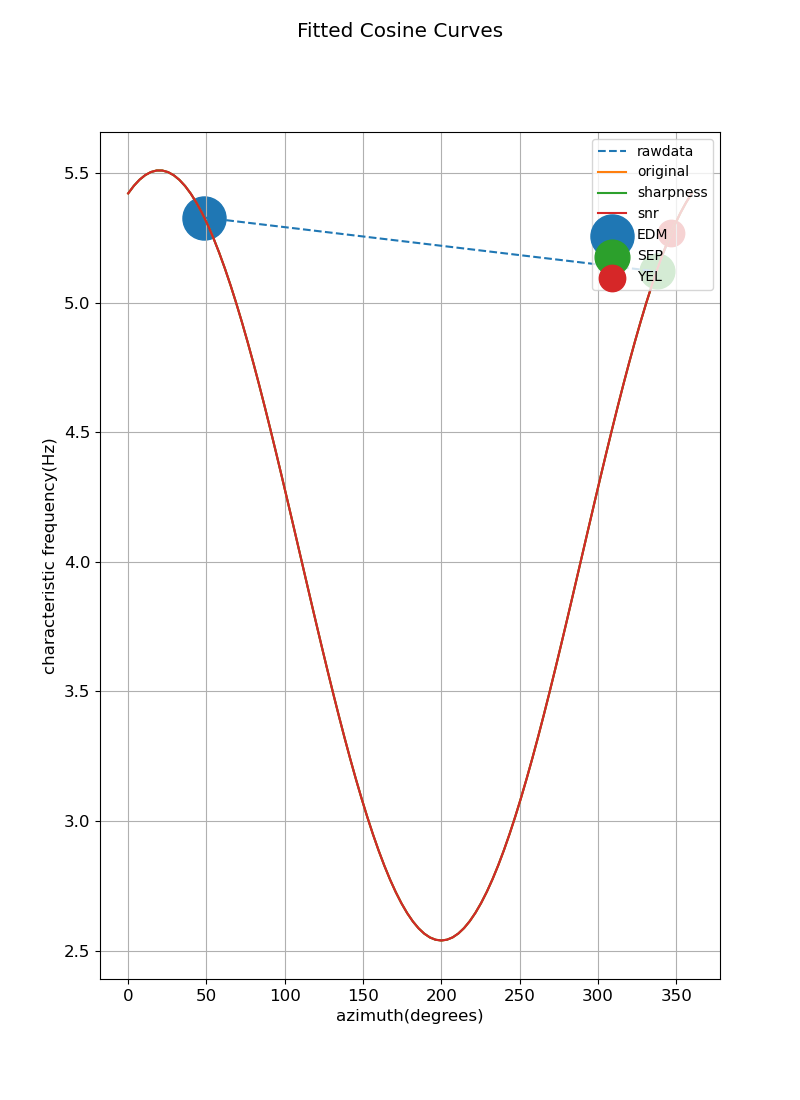 Fitted Cosine Curves
rawdata
original
sharpness
snr
EDM
SEP
YEL
5.5
5.0
4.5
4.0
3.5
3.0
2.5
characteristic frequency(Hz)
0 50 100 150 200 250 300 350
azimuth(degrees)